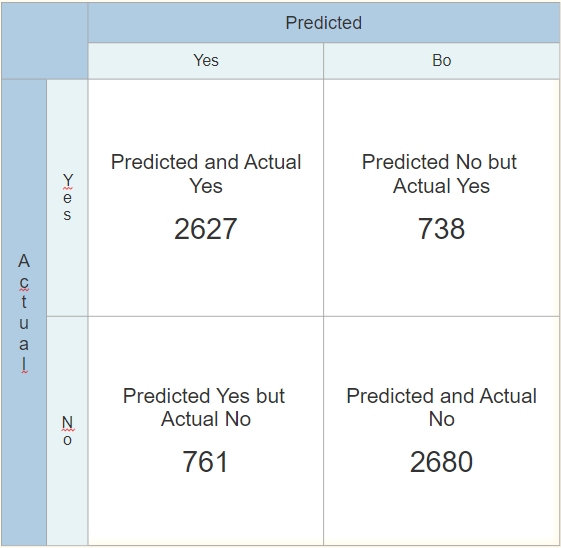 Predicted
Yes
Bo
Actual
Yes
Predicted and Actual
Yes
2627
Predicted No but
Actual Yes
738
No
Predicted Yes but
Actual No
761
Predicted and Actual
No
2680